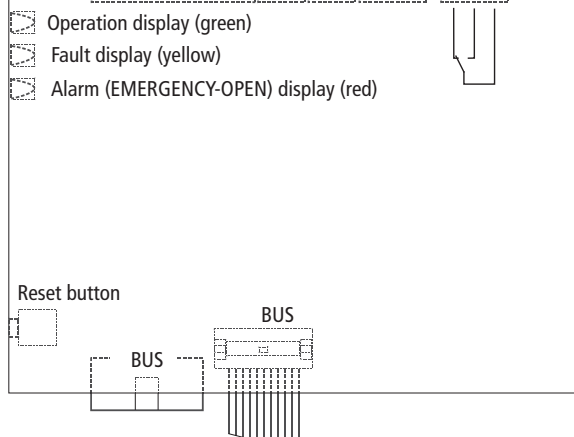 Operation display (green)
Fault display (yellow)
Alarm (EMERGENCY-OPEN) display (red)
Reset button
BUS
BUS